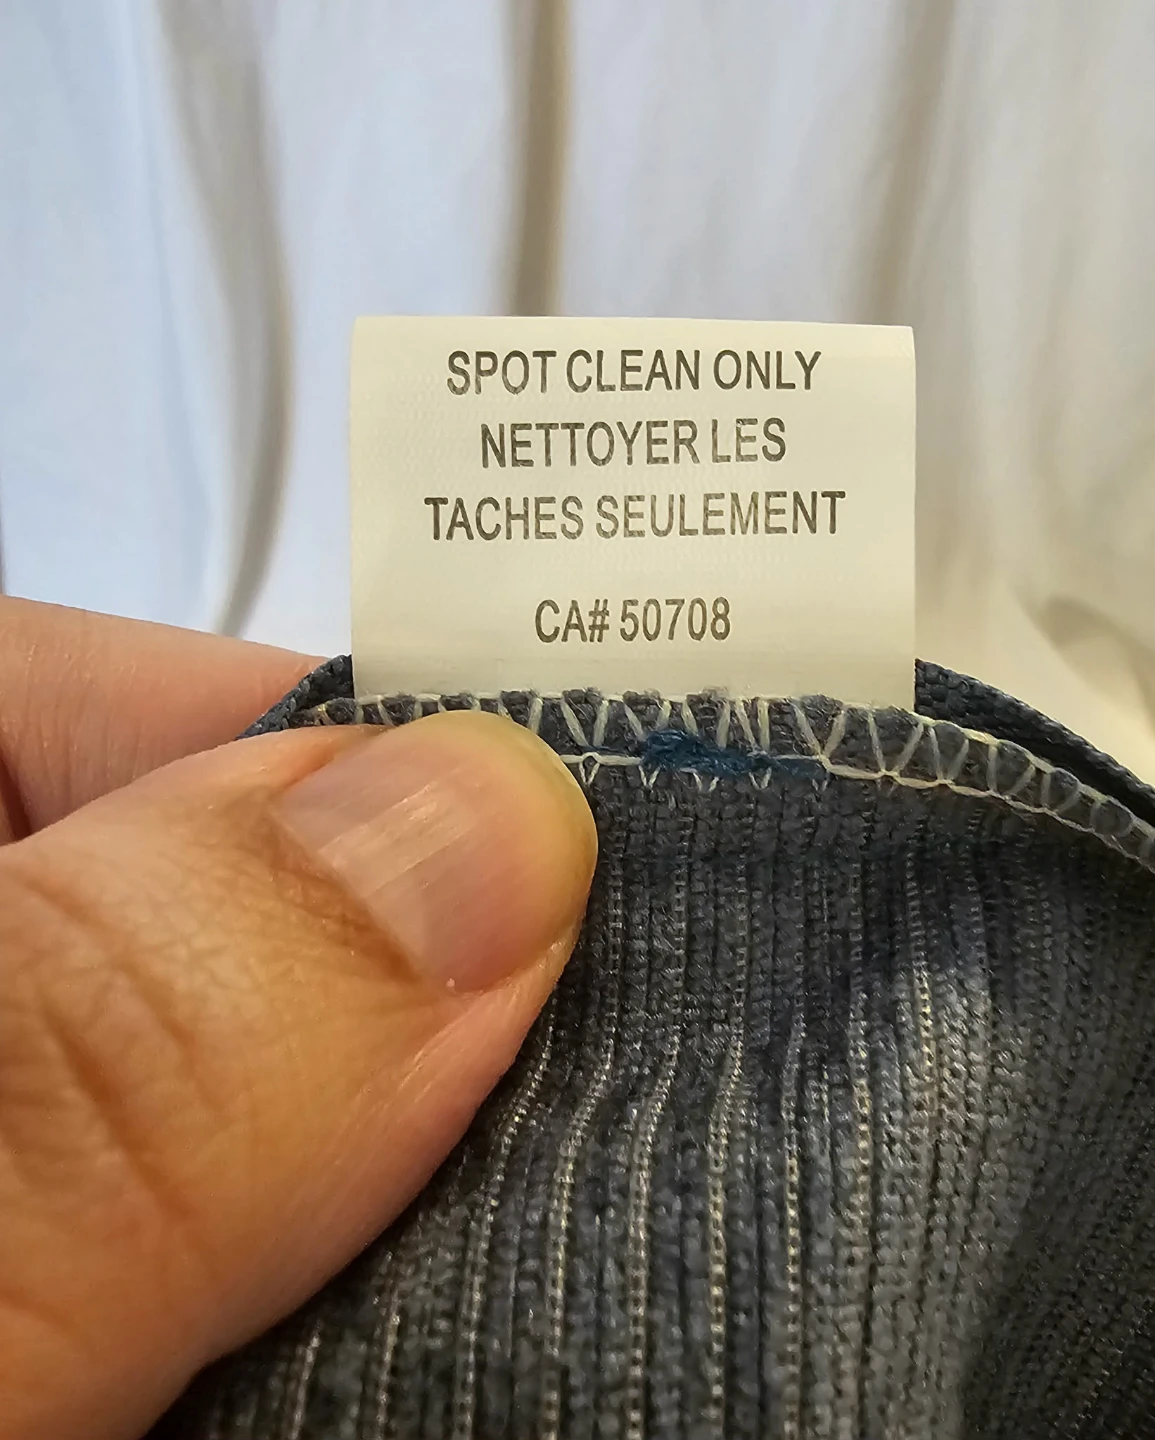 SPOT CLEAN ONLY
NETTOYER LES
TACHES SEULEMENT
CA# 50708